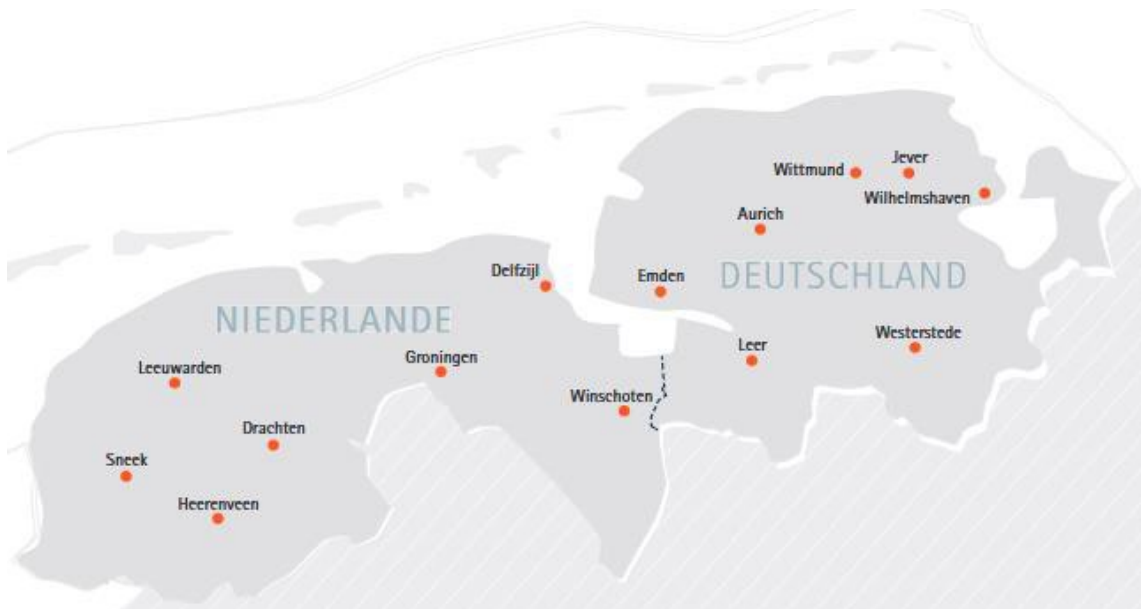 Jever
Wittmund
Wilhelmshaven
Aurich
Delfzijl
Emden
DEUTSCHLAND
NIEDERLANDE
Westerstede
Leer
Groningen
Leeuwarden
Winschoten
Drachten
Sneek
Heerenveen